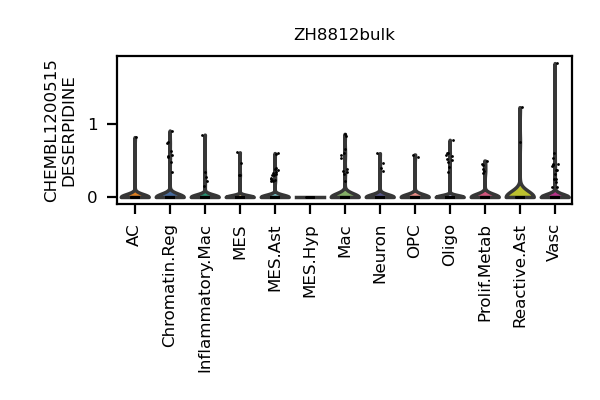 ZH8812bulk
CHEMBL1200515
DESERPIDINE
1
0
AC
Chromatin.Reg
Inflammatory.Mac
MES
MES.Ast
MES.Hyp
Mac
Neuron
OPC
Oligo
Prolif.Metab
Reactive.Ast
Vasc